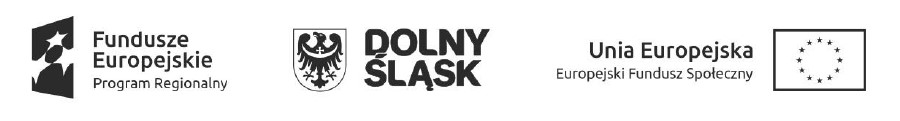 Fundusze
Europejskie
Program Regionalny
DOLNY
ŚLĄSK
Unia Europejska
Europejski Fundusz Społeczny